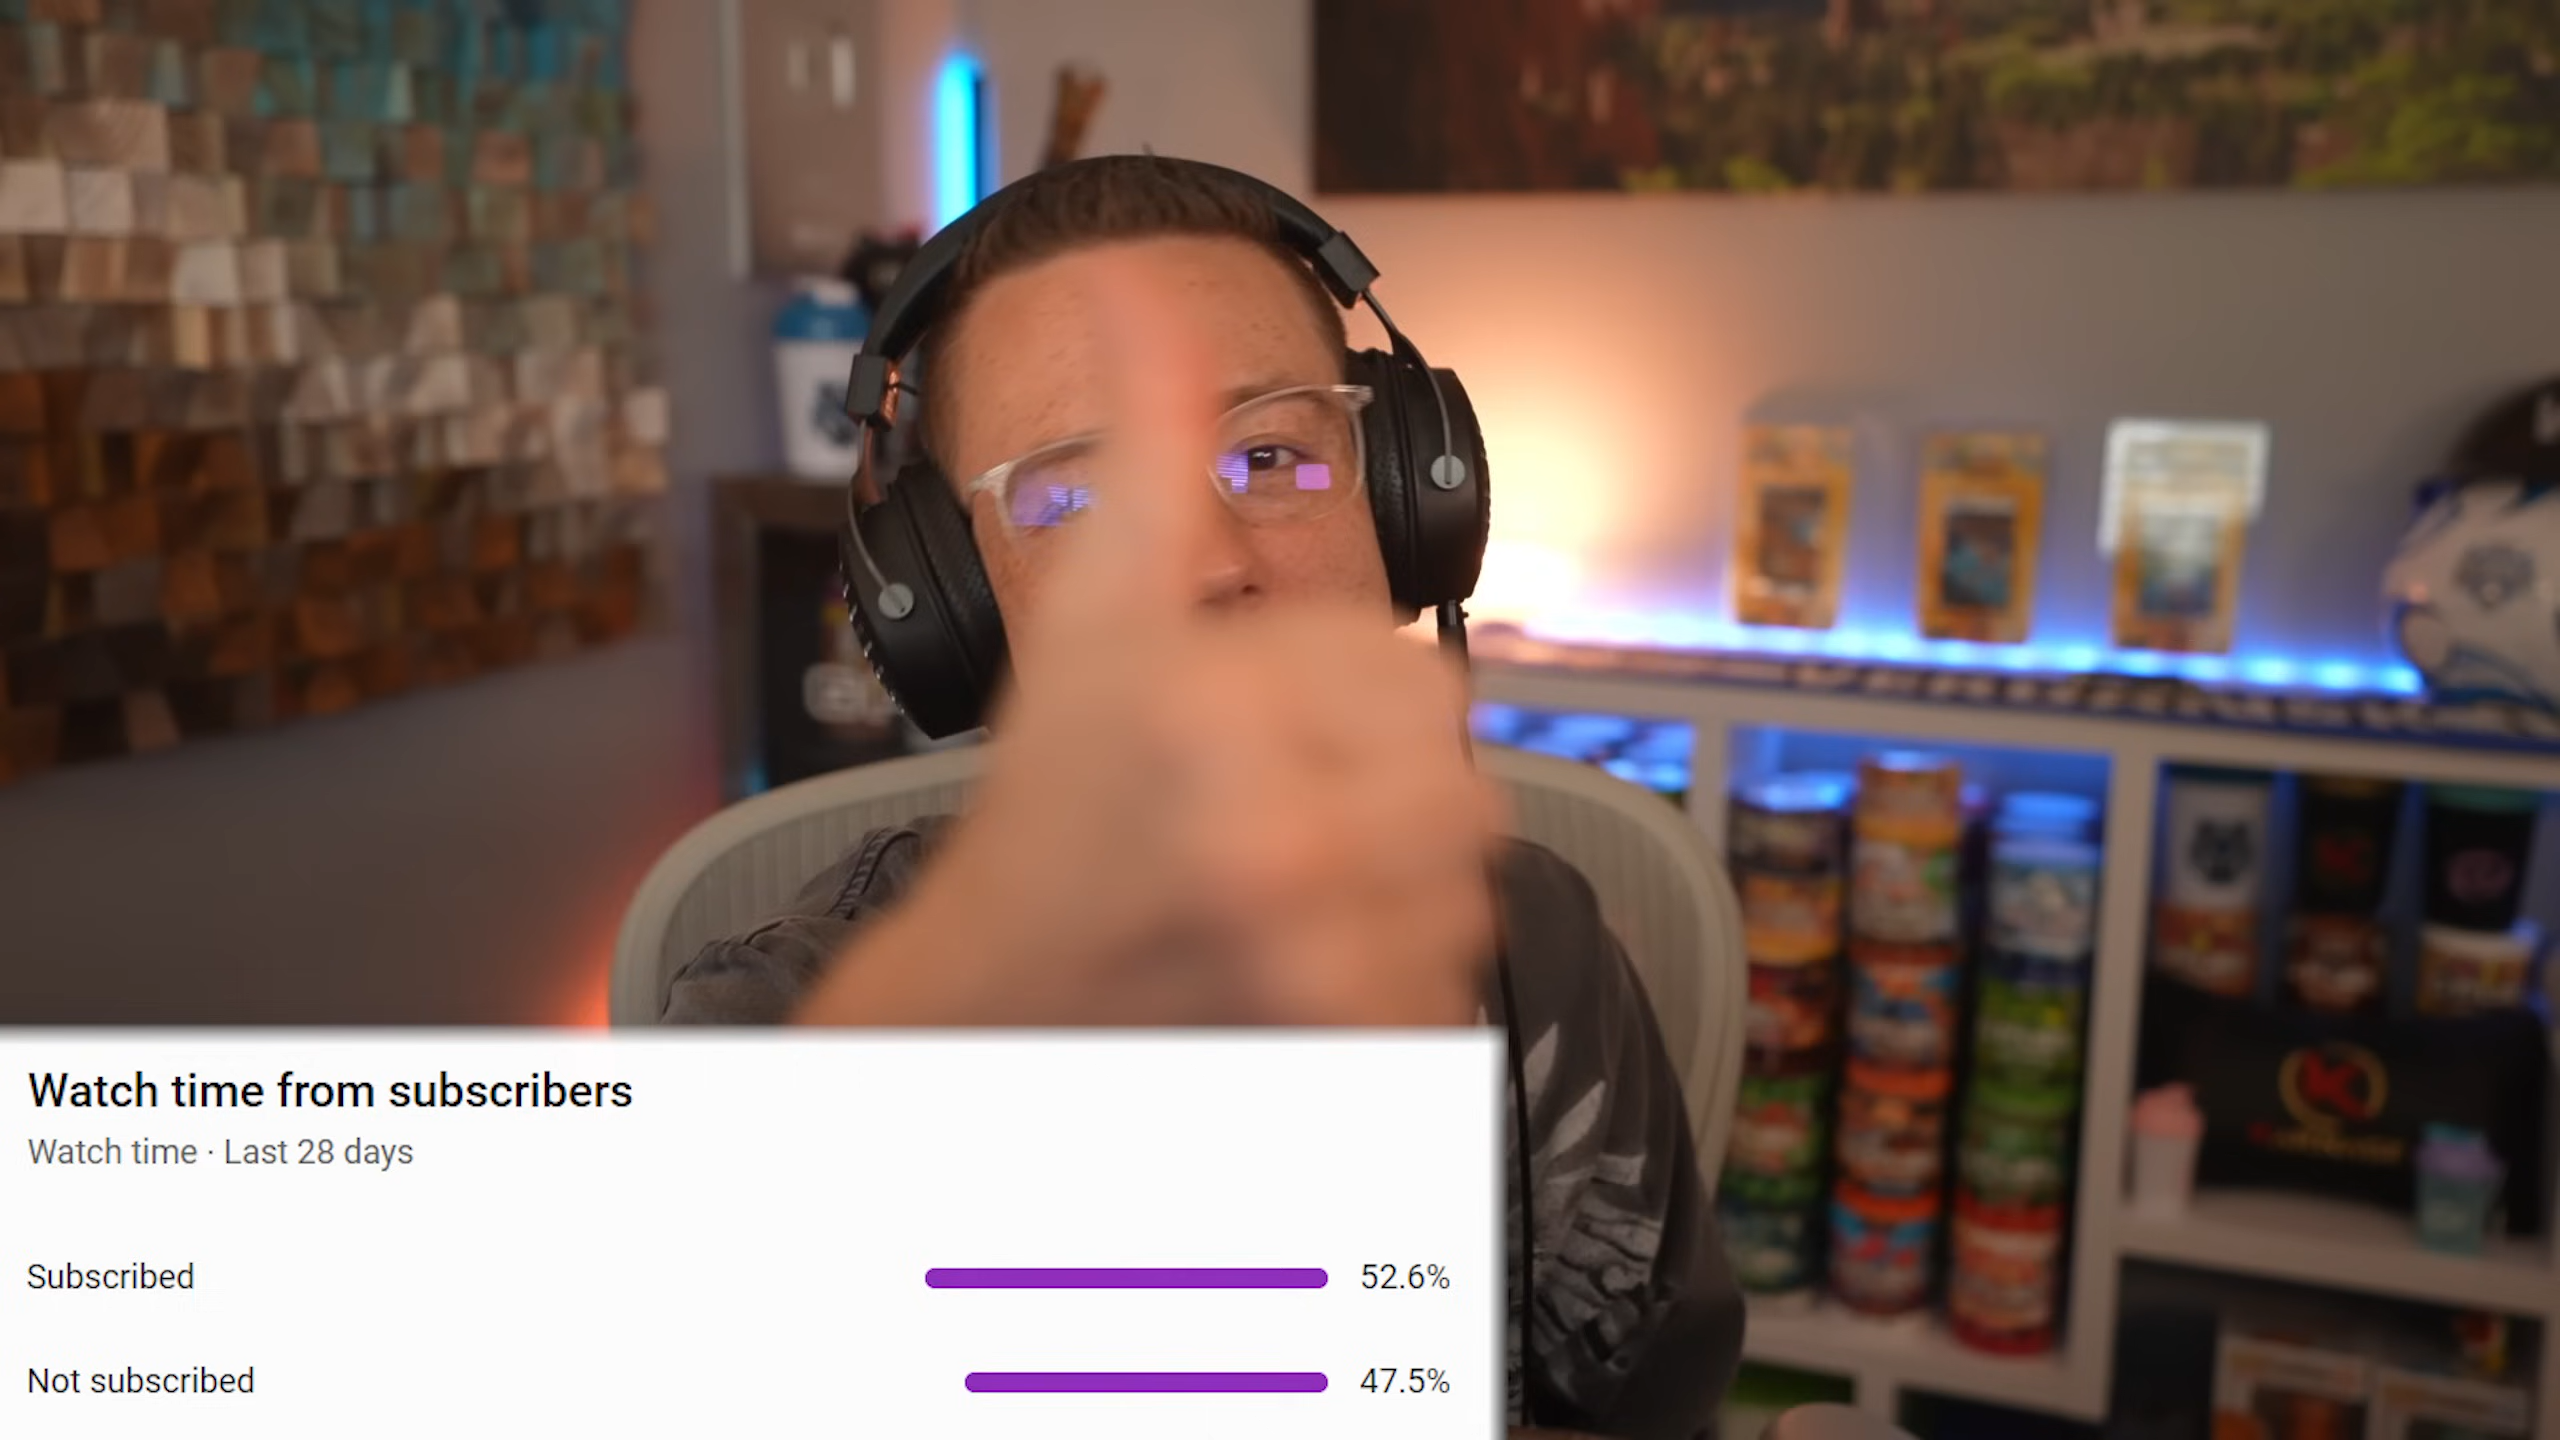 Watch time from subscribers
Watch time · Last 28 days
Subscribed 52.6%
Not subscribed 47.5%